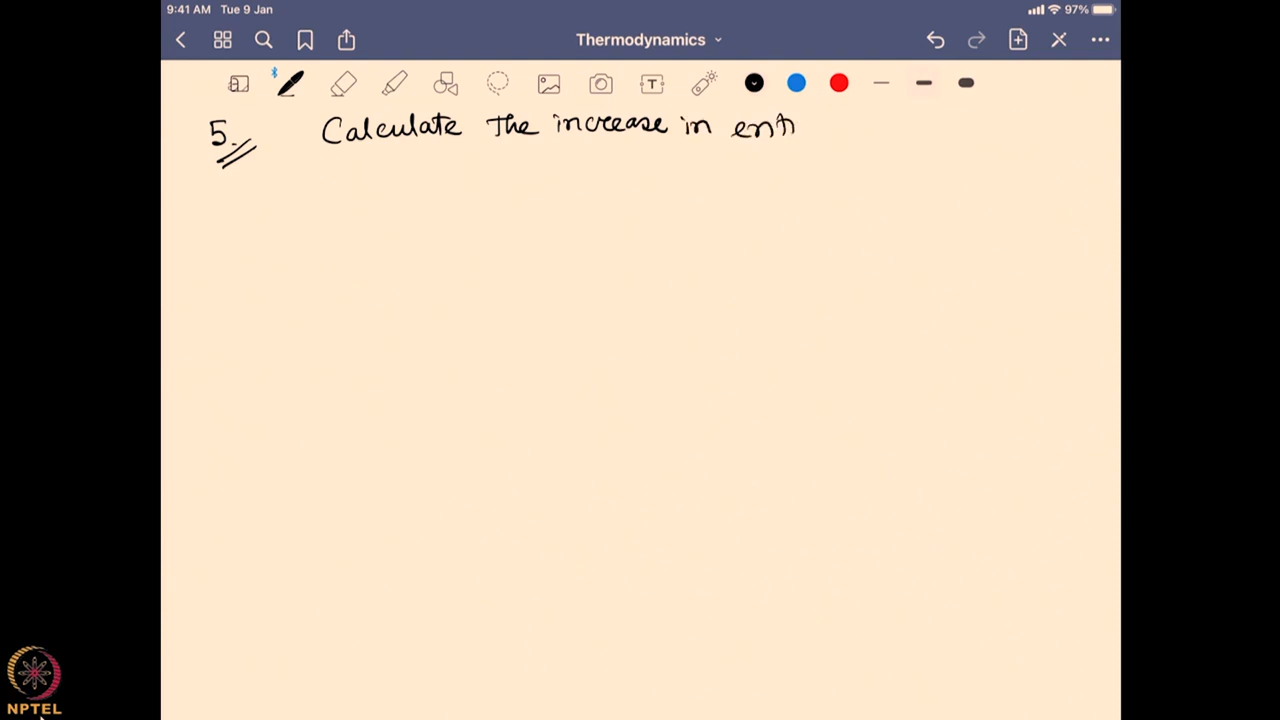 9:41 AM Tue 9 Jan 97%
Thermodynamics
T
5. Calculate the increase in ent
NPTEL